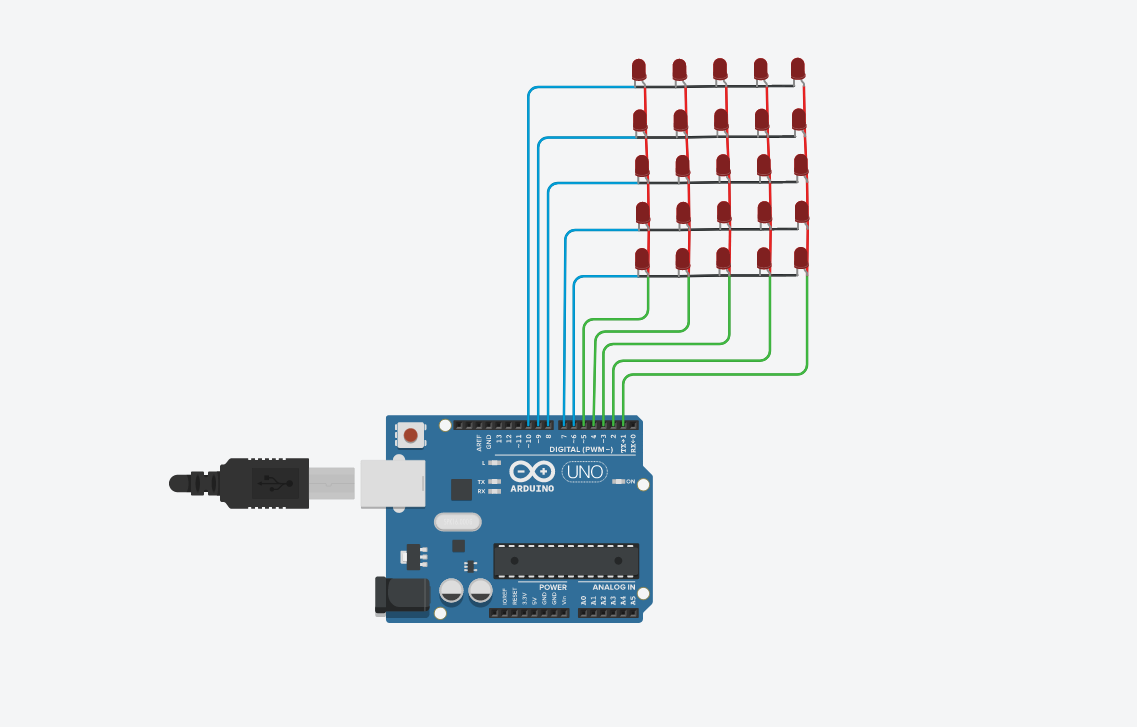 AREF
GND
13
12
~11
~10
~9
8
7
~6
~5
4
~3
2
TX→1
RX←0
DIGITAL (PWM~)
L
TX
RX
ARDUINO
UNO
ON
POWER
ANALOG IN
IOREF
RESET
3.3V
5V
GND
GND
Vin
A0
A1
A2
A3
A4
A5